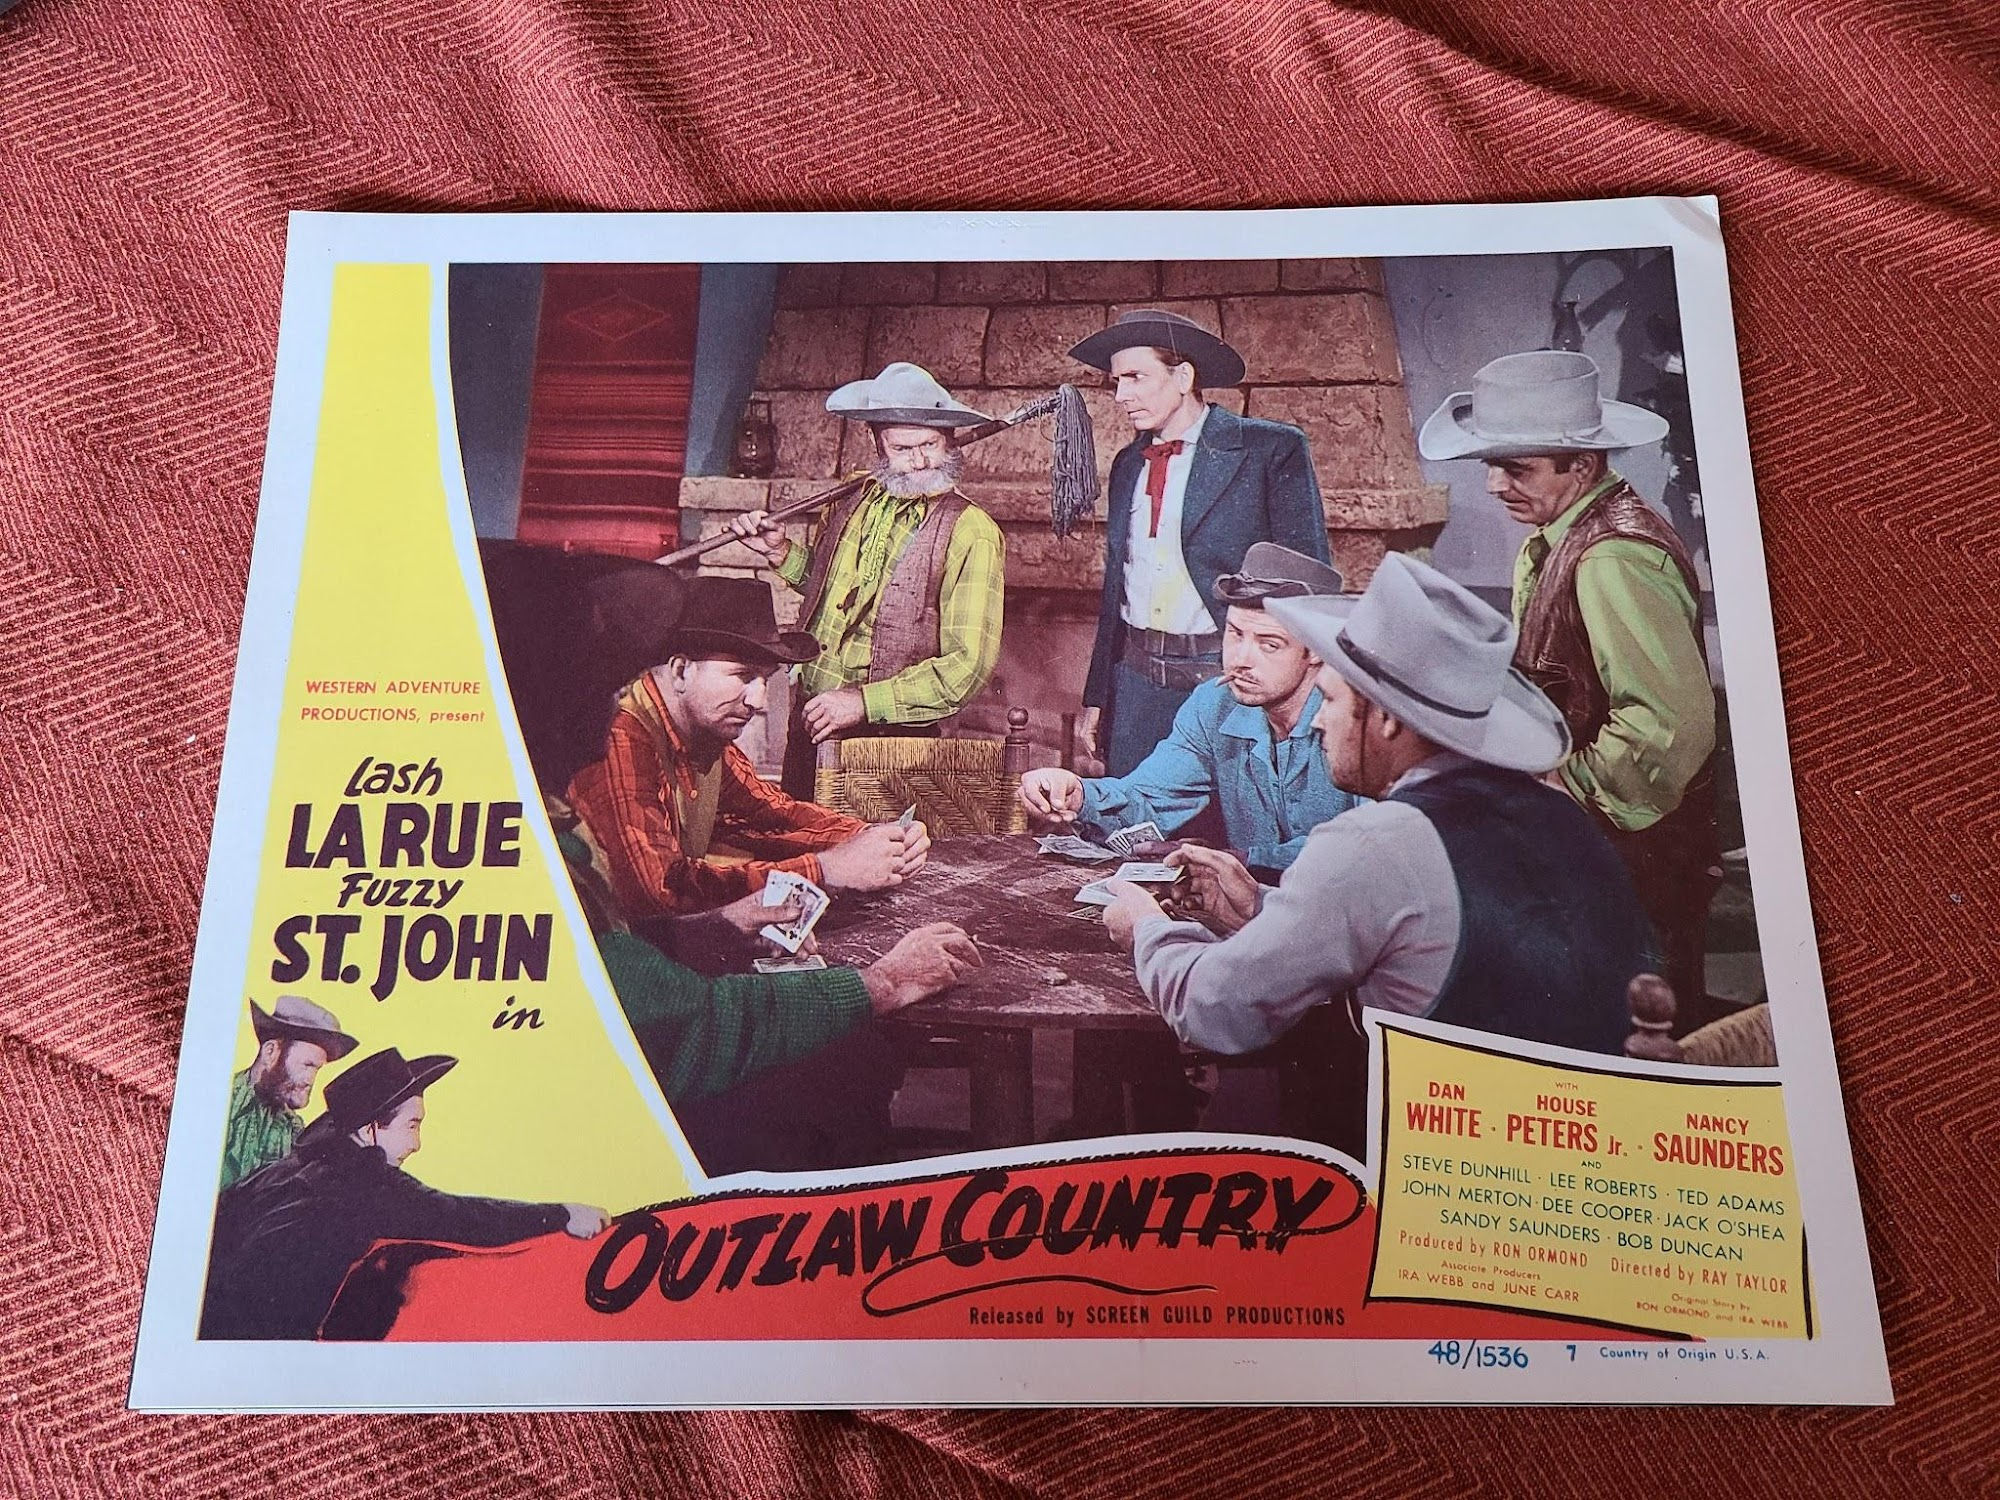 WESTERN ADVENTURE
PRODUCTIONS, present
Lash
LA RUE
FUZZY
ST. JOHN
in
OUTLAW COUNTRY
Released by SCREEN GUILD PRODUCTIONS
WITH
DAN HOUSE NANCY
WHITE · PETERS Jr. · SAUNDERS
AND
STEVE DUNHILL · LEE ROBERTS · TED ADAMS
JOHN MERTON · DEE COOPER · JACK O'SHEA
SANDY SAUNDERS · BOB DUNCAN
Produced by RON ORMOND
Associate Producers
IRA WEBB and JUNE CARR
Directed by RAY TAYLOR
Original Story by
RON ORMOND and IRA WEBB
48/1536 7 Country of Origin U.S.A.